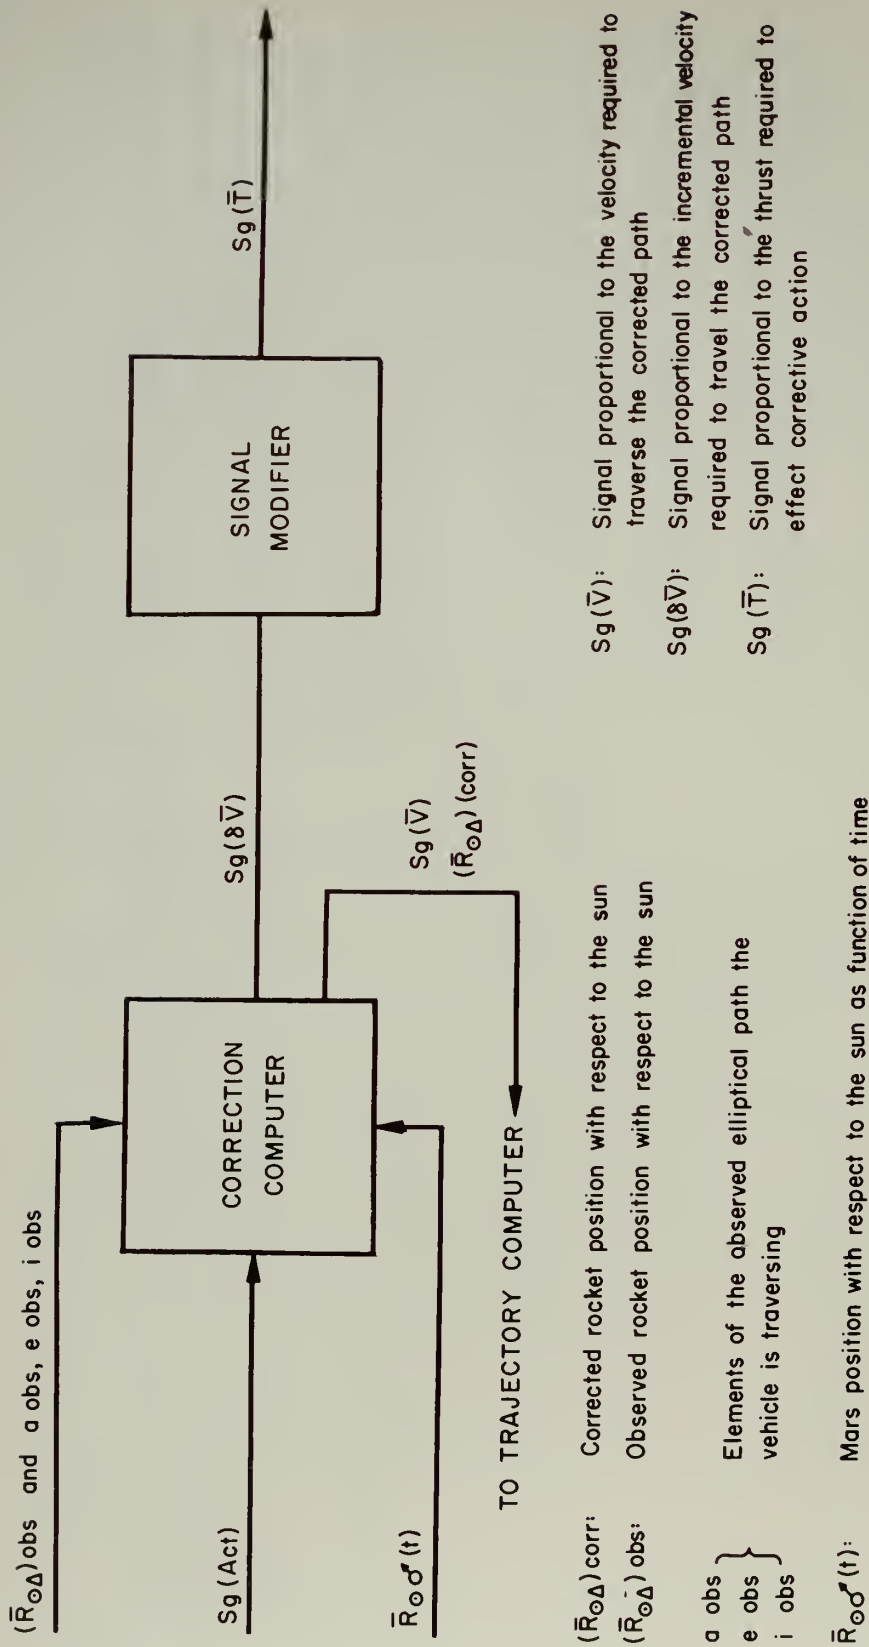 (R̄⊙Δ)obs and a obs, e obs, i obs
Sg(Act)
R̄⊙♂(t)
CORRECTION
COMPUTER
Sg(δV̄)
Sg(V̄)
(R̄⊙Δ)(corr)
TO TRAJECTORY COMPUTER
SIGNAL
MODIFIER
Sg(T̄)
(R̄⊙Δ)corr: Corrected rocket position with respect to the sun
(R̄⊙Δ)obs: Observed rocket position with respect to the sun
a obs
e obs
i obs
Elements of the observed elliptical path the
vehicle is traversing
R̄⊙♂(t): Mars position with respect to the sun as function of time
Sg(V̄): Signal proportional to the velocity required to
traverse the corrected path
Sg(δV̄): Signal proportional to the incremental velocity
required to travel the corrected path
Sg(T̄): Signal proportional to the thrust required to
effect corrective action